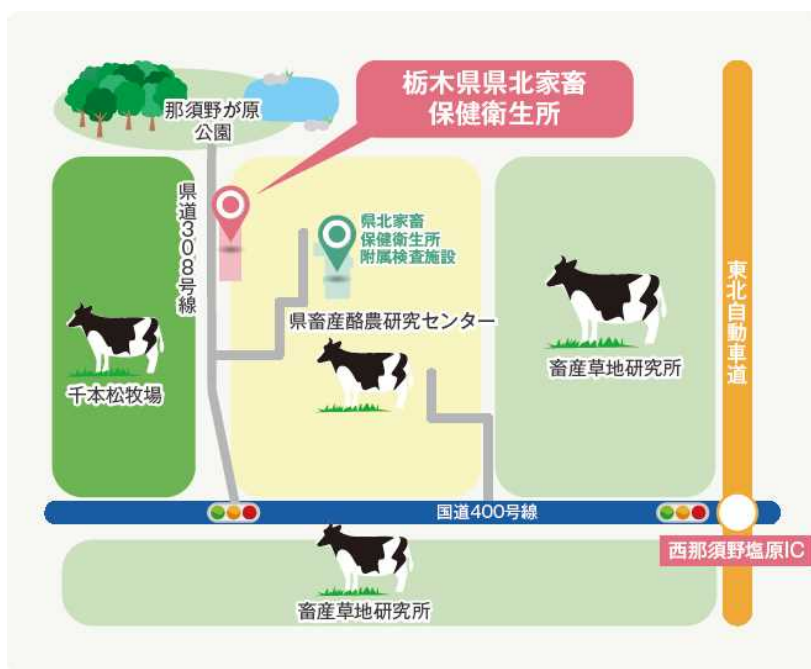 栃木県県北家畜
保健衛生所
那須野が原
公園
県道308号線
県北家畜
保健衛生所
附属検査施設
県畜産酪農研究センター
千本松牧場
畜産草地研究所
東北自動車道
国道400号線
西那須野塩原IC
畜産草地研究所